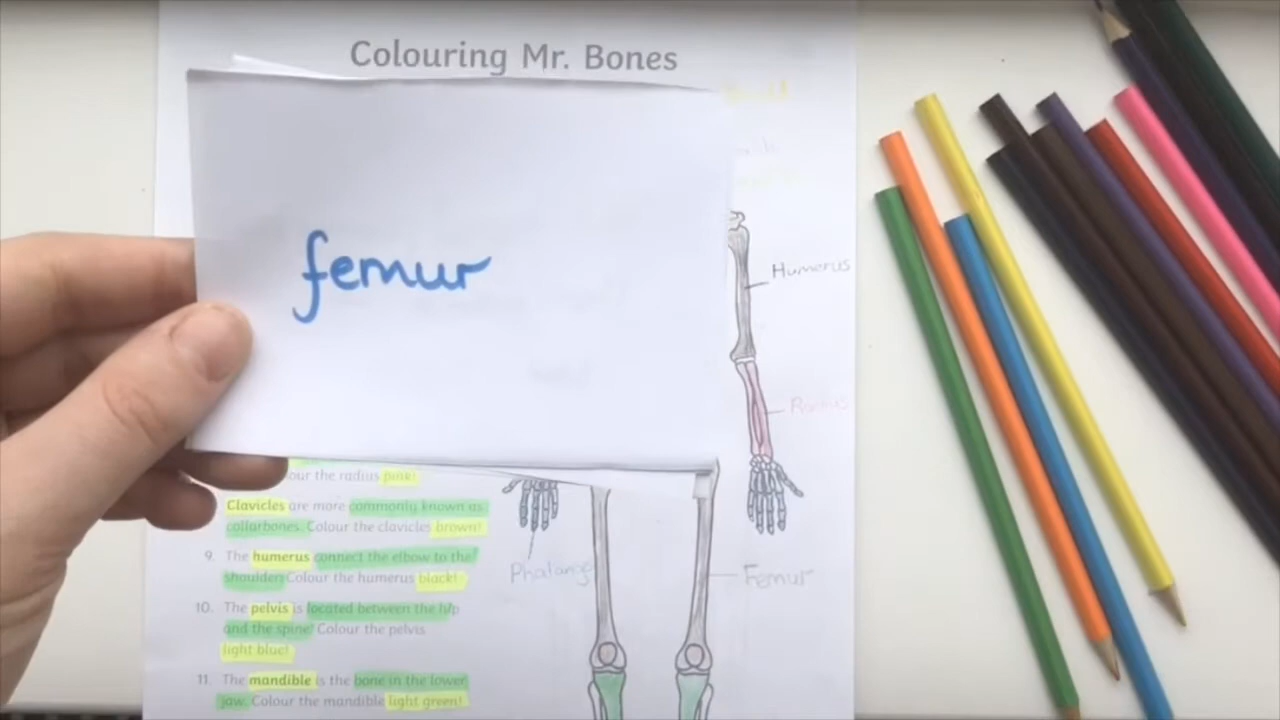 Colouring Mr. Bones
femur
Humerus
Radius
our the radius pink!
Clavicles are more commonly known as
collarbones. Colour the clavicles brown!
9. The humerus connect the elbow to the
shoulder. Colour the humerus black!
Phalange
Femur
10. The pelvis is located between the hip
and the spine. Colour the pelvis
light blue!
11. The mandible is the bone in the lower
jaw. Colour the mandible light green!